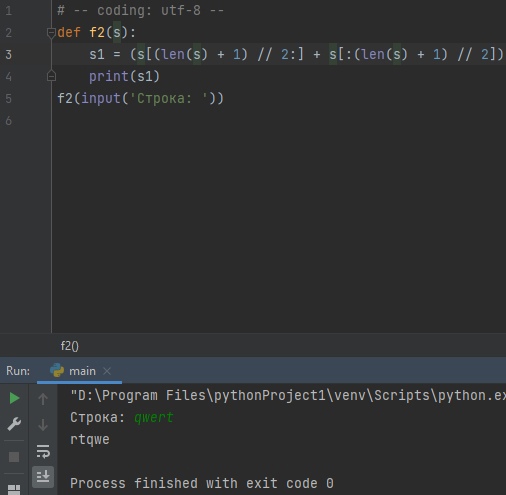 1 # -- coding: utf-8 --
2 def f2(s):
3 s1 = (s[(len(s) + 1) // 2:] + s[:(len(s) + 1) // 2])
4 print(s1)
5 f2(input('Строка: '))
6
f2()
Run: main
"D:\Program Files\pythonProject1\venv\Scripts\python.ex
Строка: qwert
rtqwe
Process finished with exit code 0